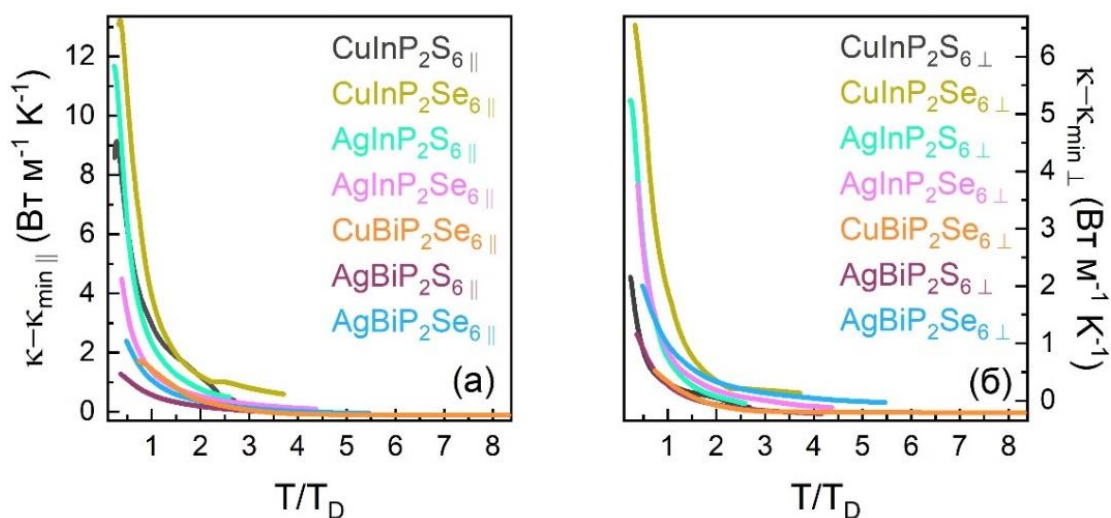 κ–κmin || (Вт м⁻¹ К⁻¹)
12
10
8
6
4
2
0
CuInP₂S₆ ||
CuInP₂Se₆ ||
AgInP₂S₆ ||
AgInP₂Se₆ ||
CuBiP₂Se₆ ||
AgBiP₂S₆ ||
AgBiP₂Se₆ ||
(а)
1 2 3 4 5 6 7 8
T/T_D
CuInP₂S₆ ⊥
CuInP₂Se₆ ⊥
AgInP₂S₆ ⊥
AgInP₂Se₆ ⊥
CuBiP₂Se₆ ⊥
AgBiP₂S₆ ⊥
AgBiP₂Se₆ ⊥
(б)
6
5
4
3
2
1
0
κ–κmin ⊥ (Вт м⁻¹ К⁻¹)
1 2 3 4 5 6 7 8
T/T_D